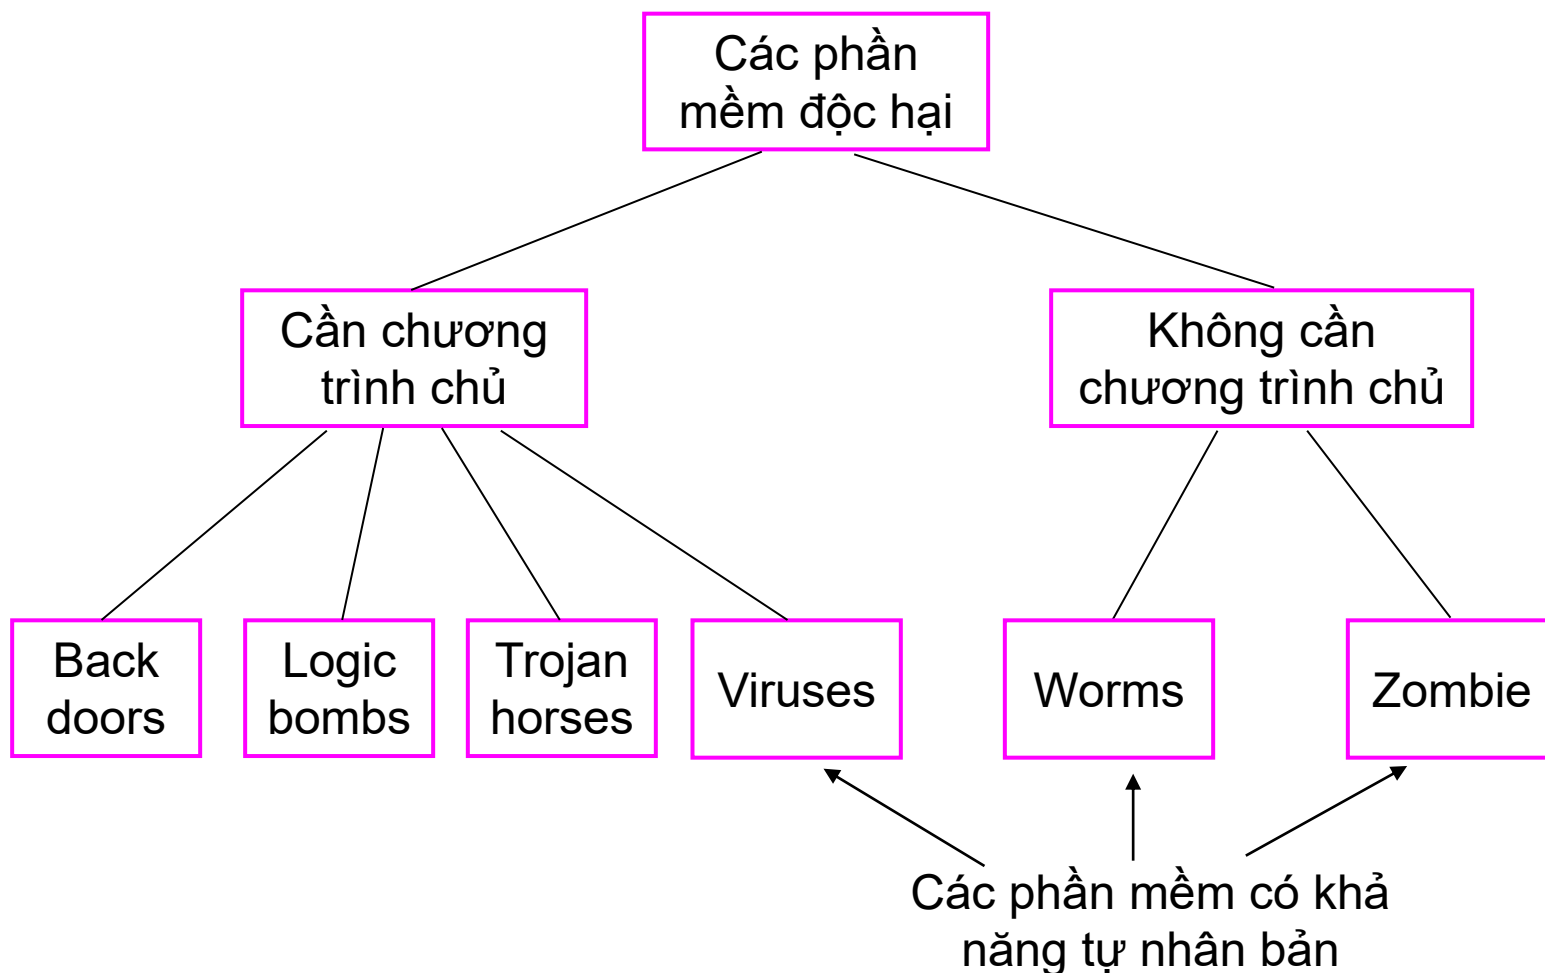 Các phần
mềm độc hại
Cần chương
trình chủ
Không cần
chương trình chủ
Back
doors
Logic
bombs
Trojan
horses
Viruses
Worms
Zombie
Các phần mềm có khả
năng tự nhân bản